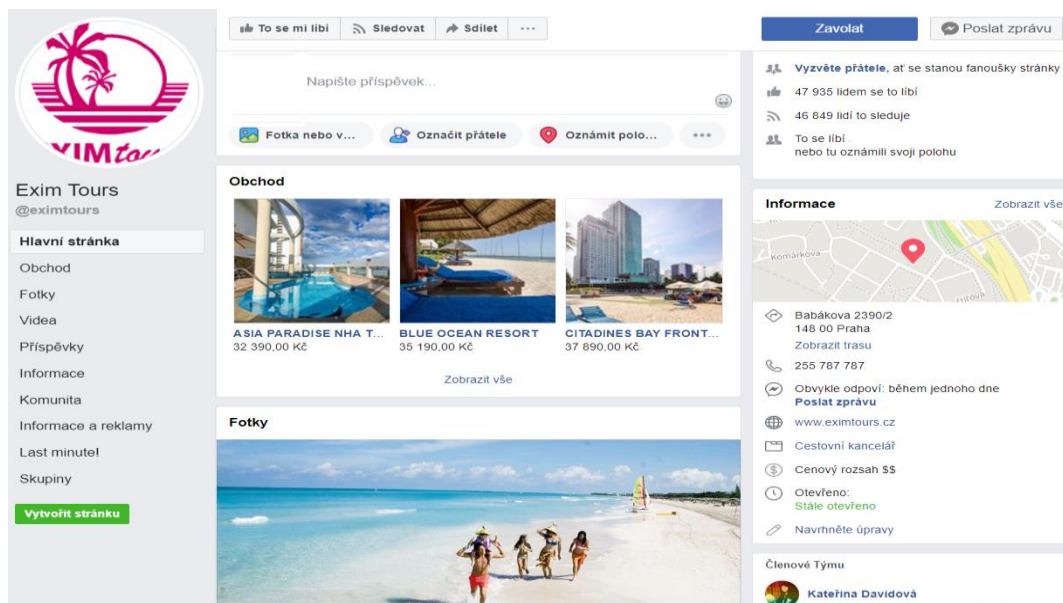 To se mi líbí
Sledovat
Sdílet
Zavolat
Poslat zprávu
EXIM tours
Exim Tours
@eximtours
Hlavní stránka
Obchod
Fotky
Videa
Příspěvky
Informace
Komunita
Informace a reklamy
Last minute!
Skupiny
Vytvořit stránku
Napište příspěvek...
Fotka nebo v...
Označit přátele
Oznámit polo...
Obchod
ASIA PARADISE NHA T...
32 390,00 Kč
BLUE OCEAN RESORT
35 190,00 Kč
CITADINES BAY FRONT...
37 890,00 Kč
Zobrazit vše
Fotky
Vyzvěte přátele, ať se stanou fanoušky stránky
47 935 lidem se to líbí
46 849 lidí to sleduje
To se líbí
nebo tu oznámili svoji polohu
Informace
Zobrazit vše
Komárkova
Babákova 2390/2
148 00 Praha
Zobrazit trasu
255 787 787
Obvykle odpoví: během jednoho dne
Poslat zprávu
www.eximtours.cz
Cestovní kancelář
Cenový rozsah $$
Otevřeno:
Stále otevřeno
Navrhněte úpravy
Členové Týmu
Kateřina Davidová